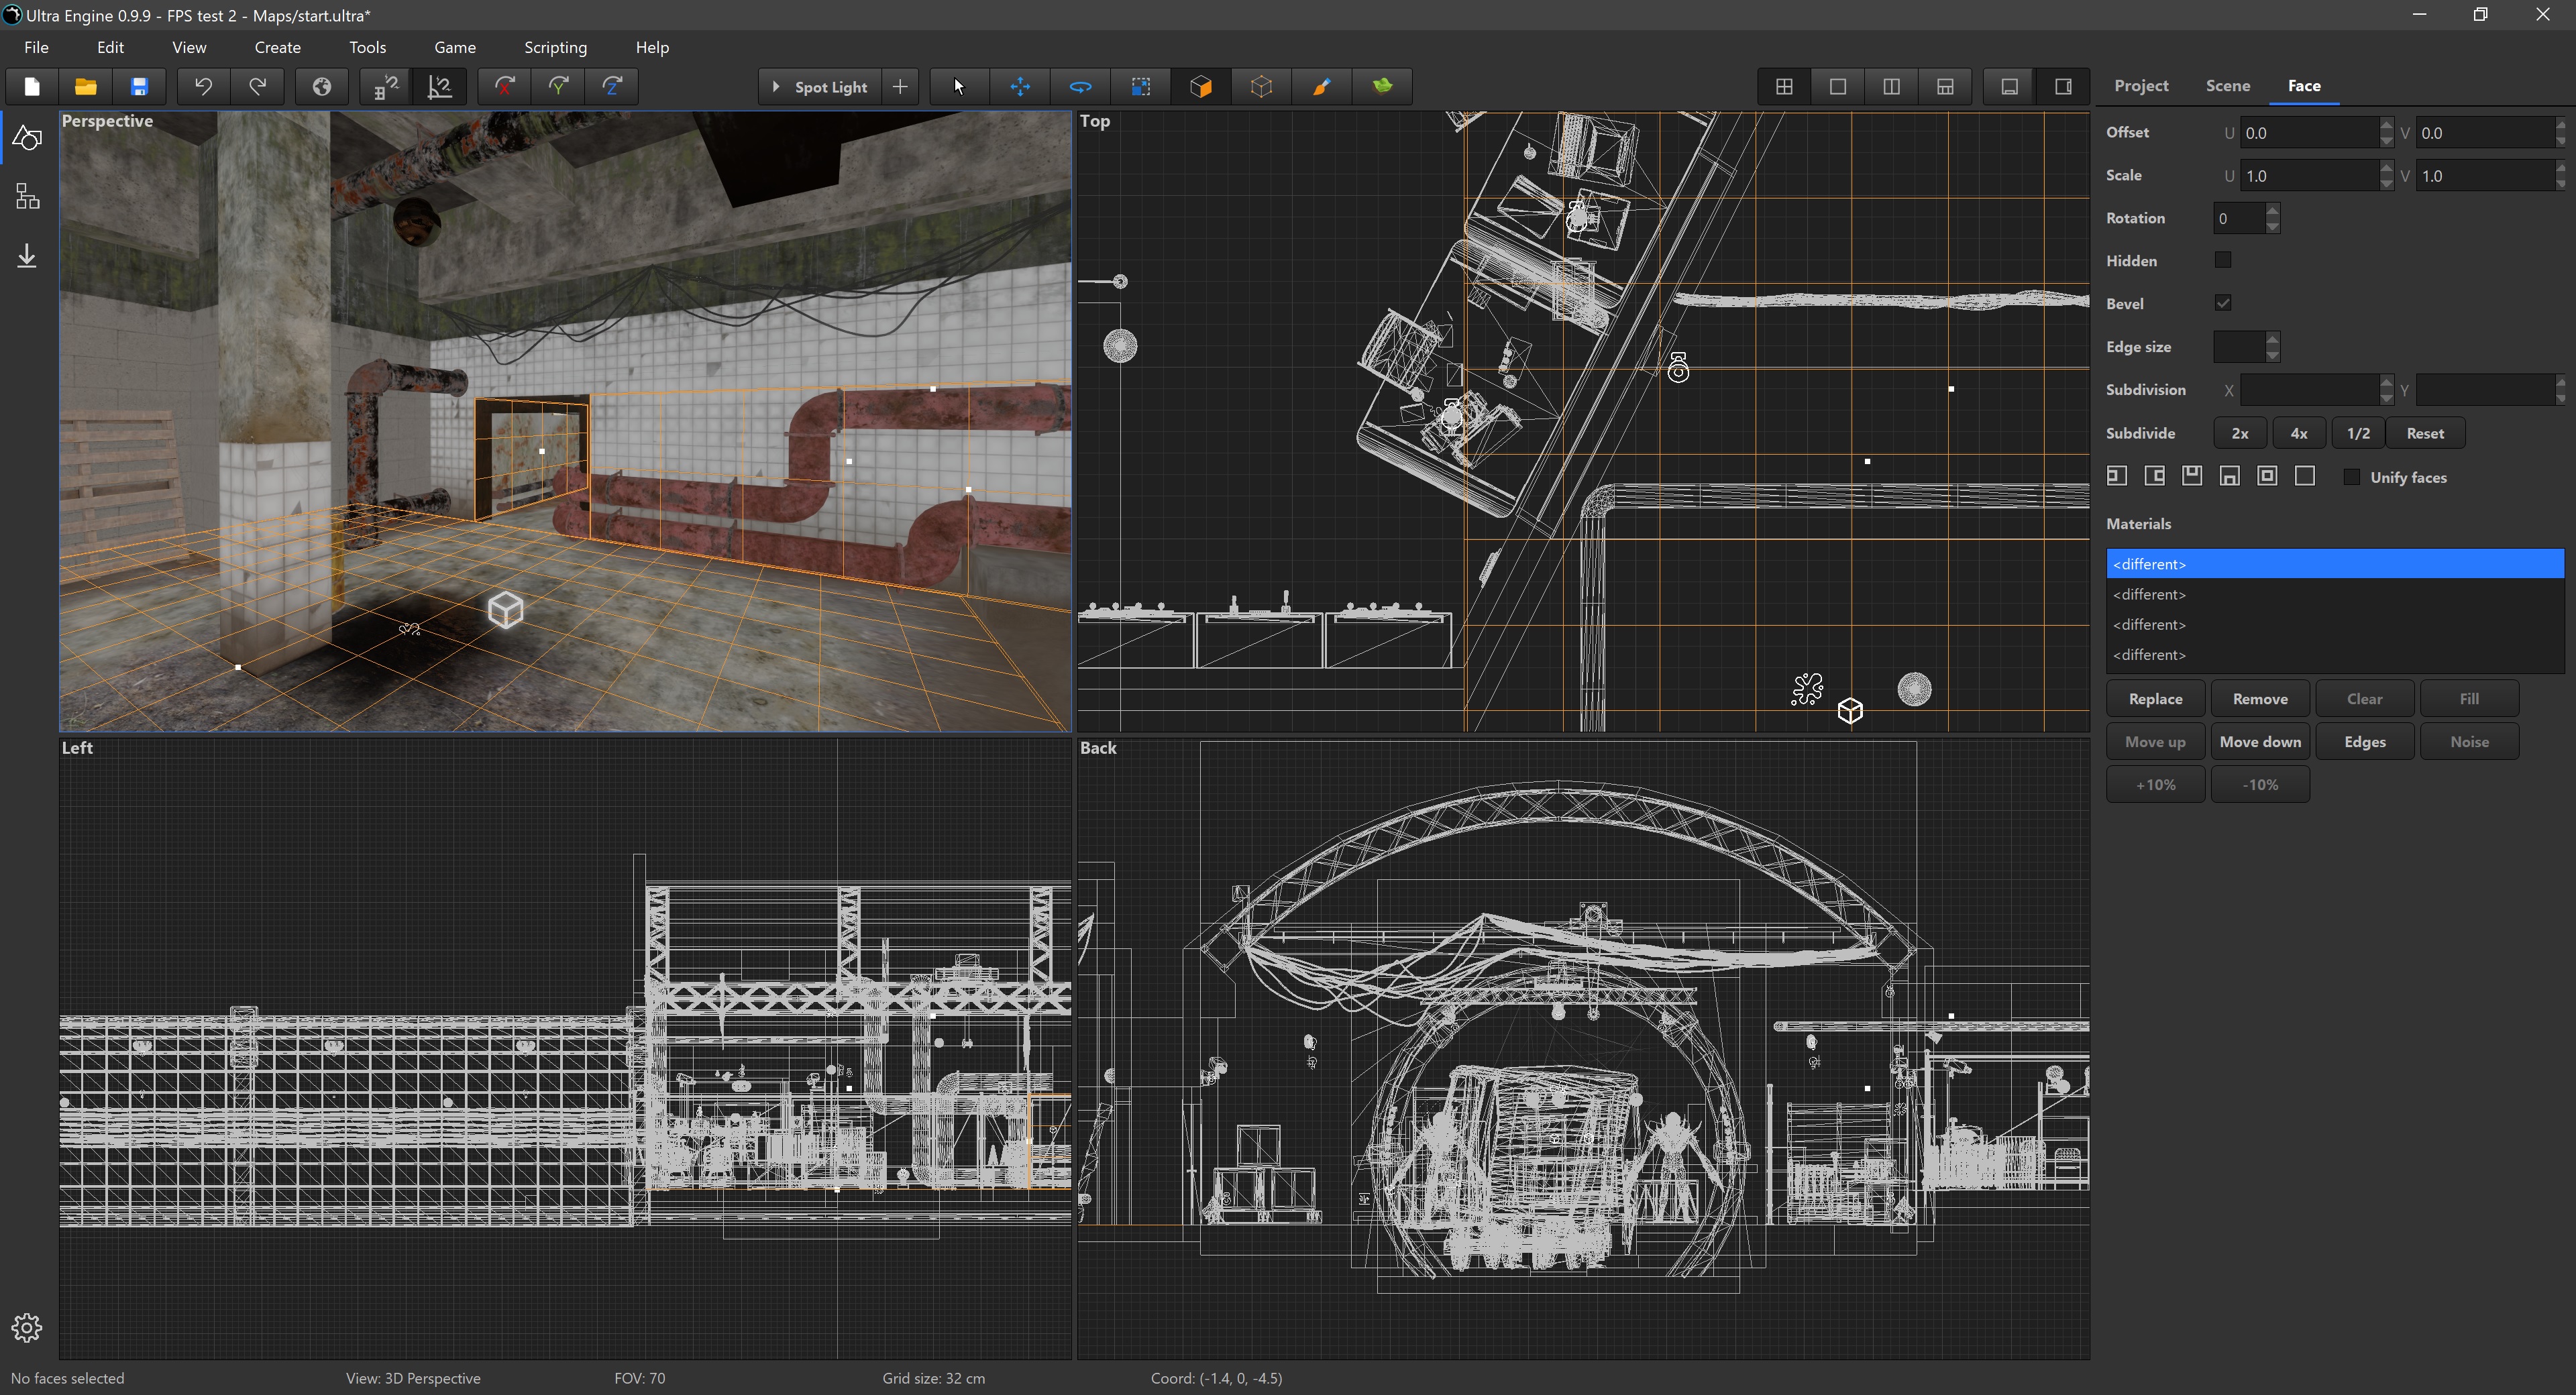 Ultra Engine 0.9.9 - FPS test 2 - Maps/start.ultra*
File Edit View Create Tools Game Scripting Help
X Y Z Spot Light
Project Scene Face
Perspective
Top
Left
Back
Offset U 0.0 V 0.0
Scale U 1.0 V 1.0
Rotation 0
Hidden
Bevel
Edge size
Subdivision X Y
Subdivide 2x 4x 1/2 Reset
Unify faces
Materials
<different>
<different>
<different>
<different>
Replace Remove Clear Fill
Move up Move down Edges Noise
+10% -10%
No faces selected View: 3D Perspective FOV: 70 Grid size: 32 cm Coord: (-1.4, 0, -4.5)